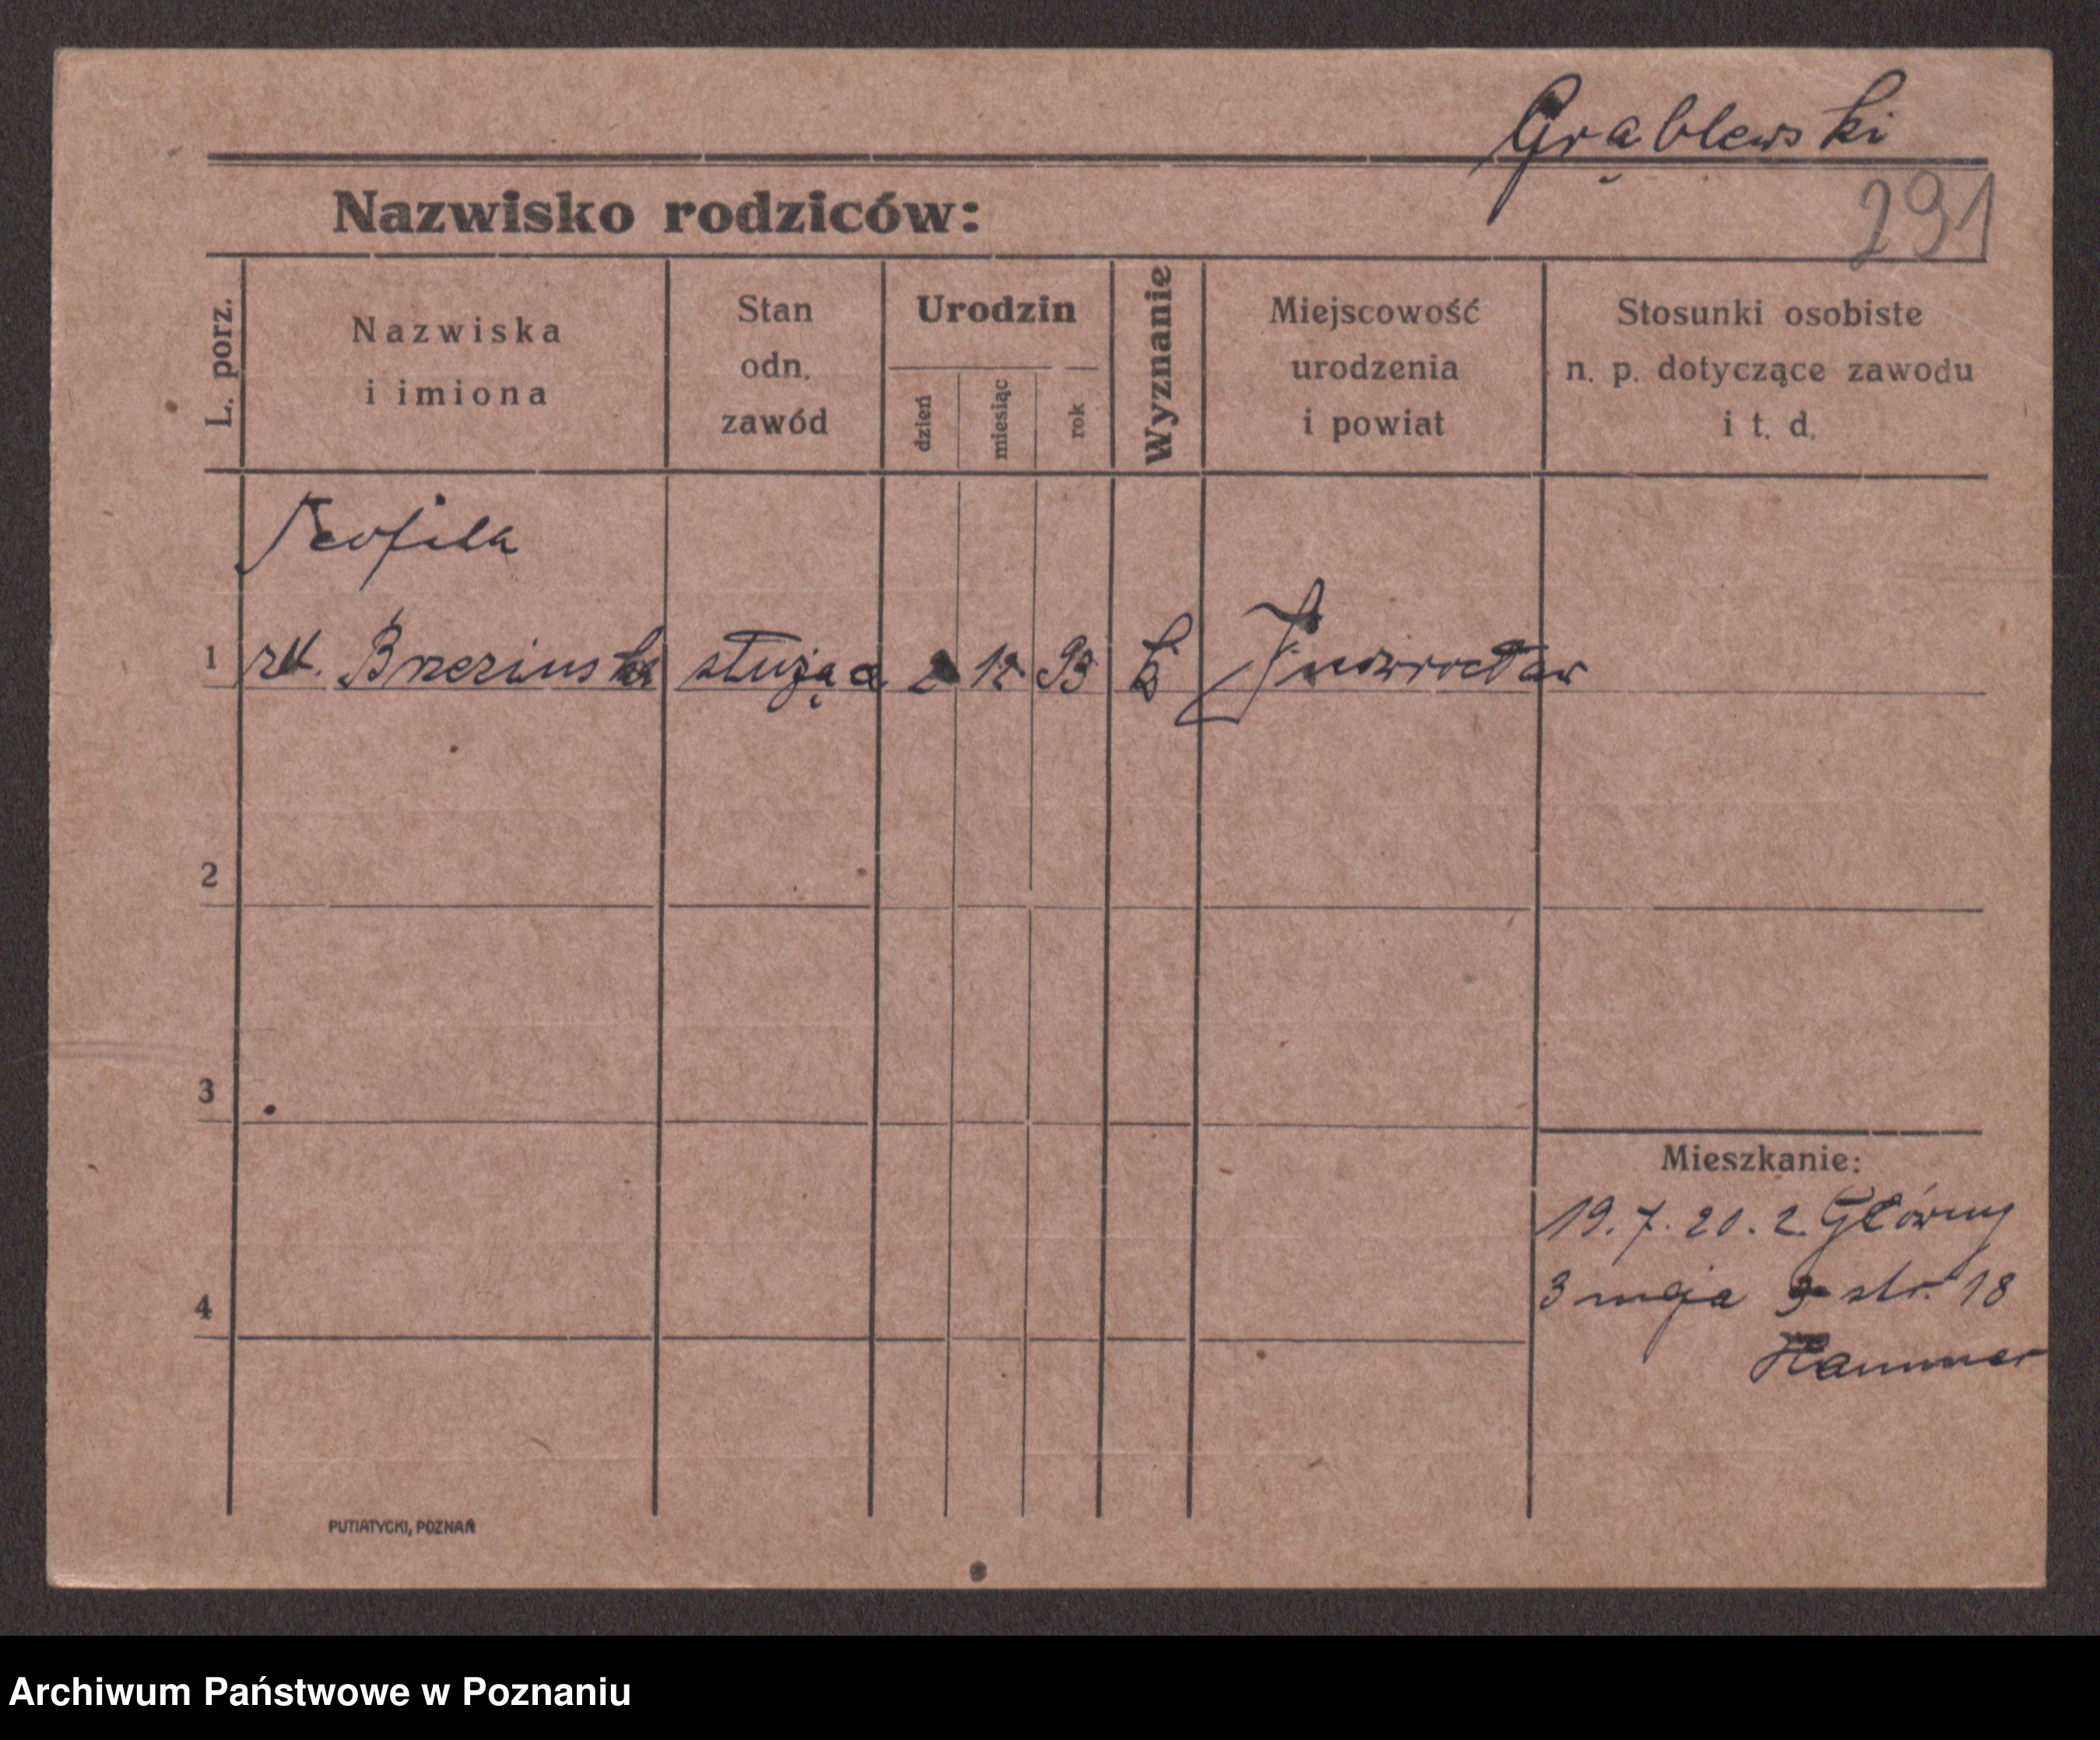 Grąblewski
291
Nazwisko rodziców:
L. porz.
Nazwiska
i imiona
Stan
odn.
zawód
Urodzin
dzień
miesiąc
rok
Wyznanie
Miejscowość
urodzenia
i powiat
Stosunki osobiste
n. p. dotyczące zawodu
i t. d.
Teofila
1 Brzezinska służąca 2 12 93 k Inowrocław
2
3
4
Mieszkanie:
19. 7. 20. z Główny
3 maja str. 18
Hammer
PUTIATYCKI, POZNAŃ
Archiwum Państwowe w Poznaniu